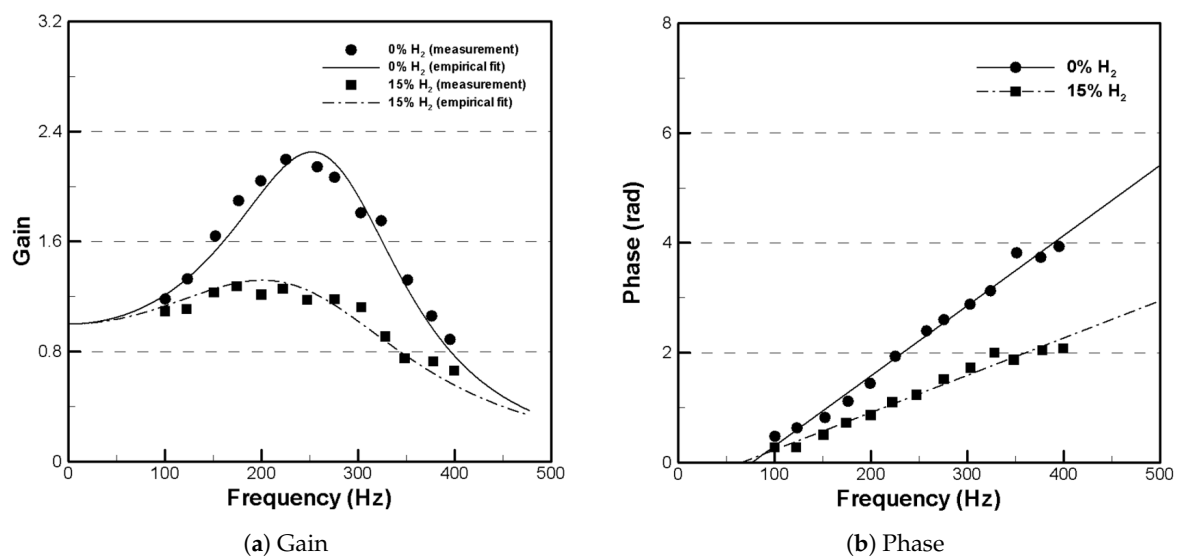 3.2
2.4
1.6
0.8
0
Gain
0% H2 (measurement)
0% H2 (empirical fit)
15% H2 (measurement)
15% H2 (empirical fit)
0 100 200 300 400 500
Frequency (Hz)
(a) Gain
8
6
4
2
0
Phase (rad)
0% H2
15% H2
0 100 200 300 400 500
Frequency (Hz)
(b) Phase